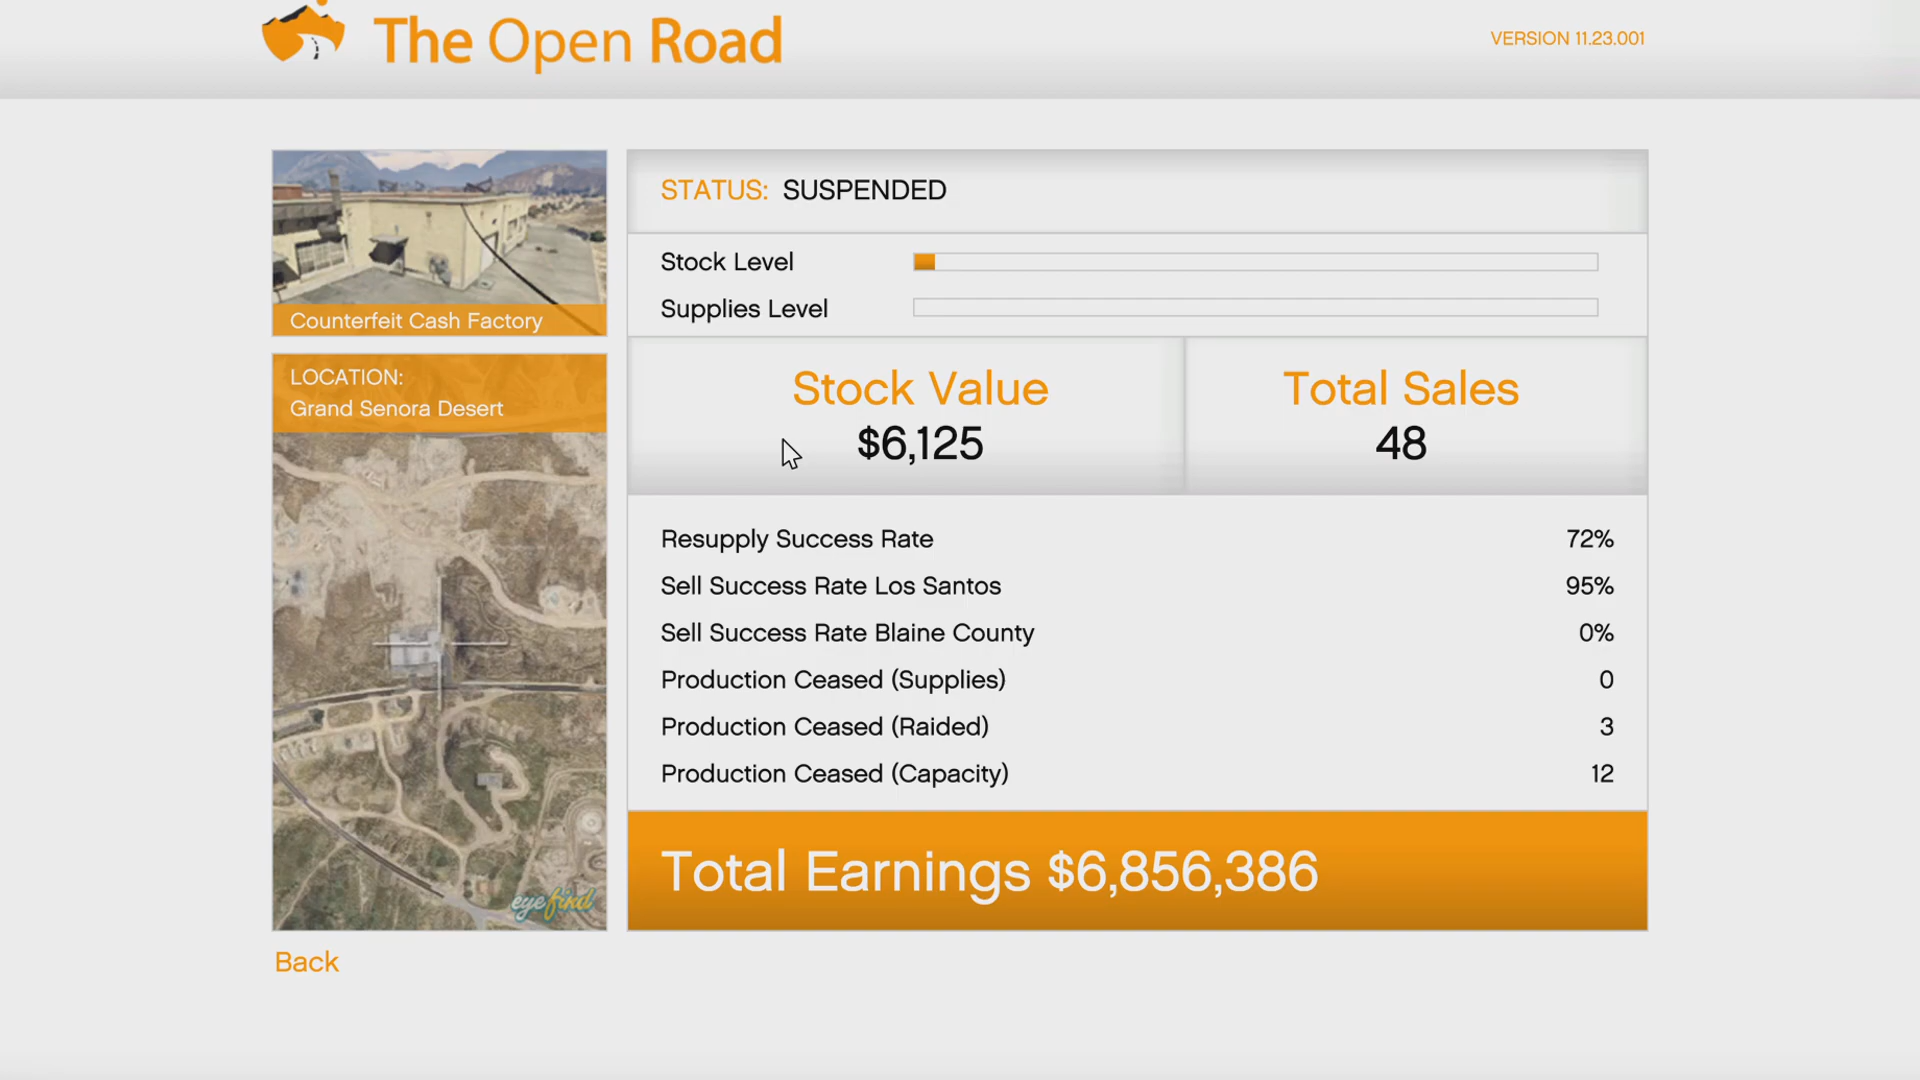 The Open Road
VERSION 11.23.001
Counterfeit Cash Factory
LOCATION:
Grand Senora Desert
eyefind
Back
STATUS: SUSPENDED
Stock Level
Supplies Level
Stock Value
$6,125
Total Sales
48
Resupply Success Rate 72%
Sell Success Rate Los Santos 95%
Sell Success Rate Blaine County 0%
Production Ceased (Supplies) 0
Production Ceased (Raided) 3
Production Ceased (Capacity) 12
Total Earnings $6,856,386